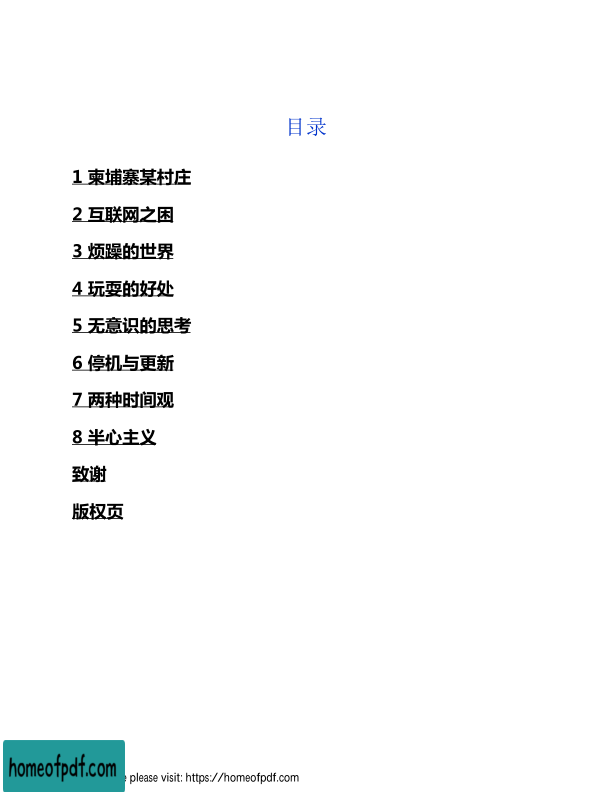 目录
1 柬埔寨某村庄
2 互联网之困
3 烦躁的世界
4 玩耍的好处
5 无意识的思考
6 停机与更新
7 两种时间观
8 半心主义
致谢
版权页
homeofpdf.com
please visit: https://homeofpdf.com